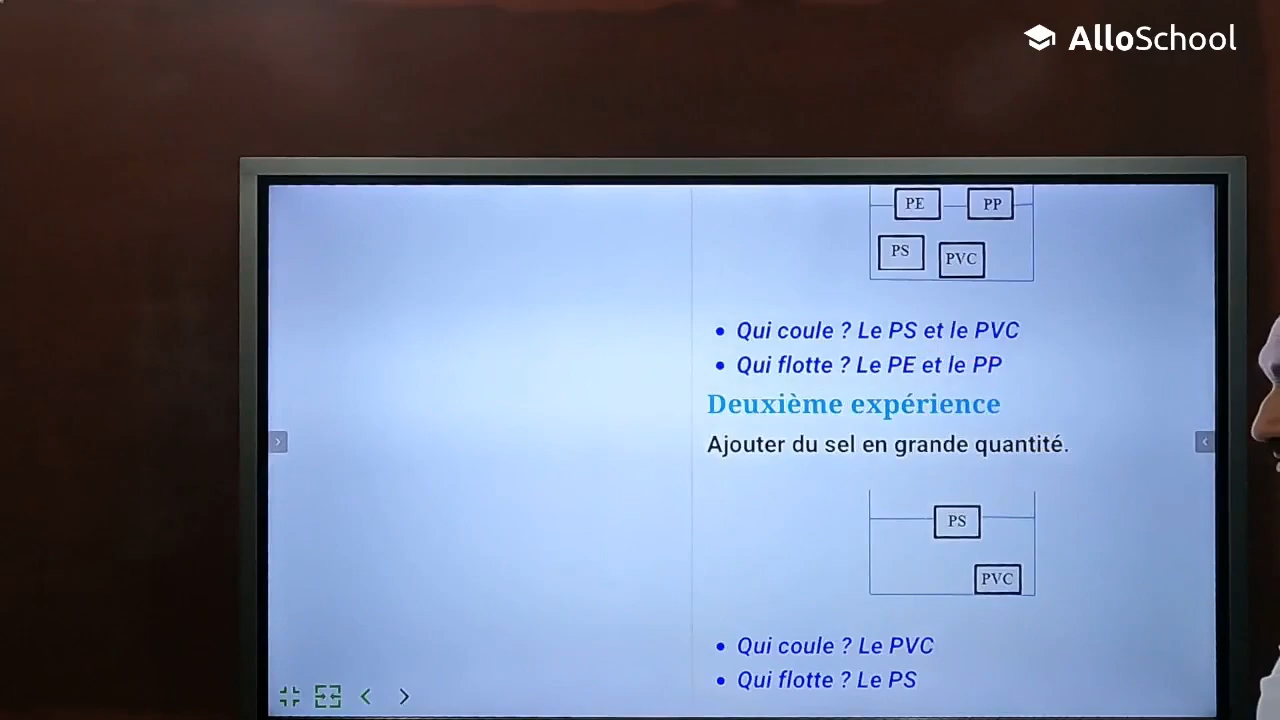 AlloSchool
PE PP
PS PVC
• Qui coule ? Le PS et le PVC
• Qui flotte ? Le PE et le PP
Deuxième expérience
Ajouter du sel en grande quantité.
PS
PVC
• Qui coule ? Le PVC
• Qui flotte ? Le PS